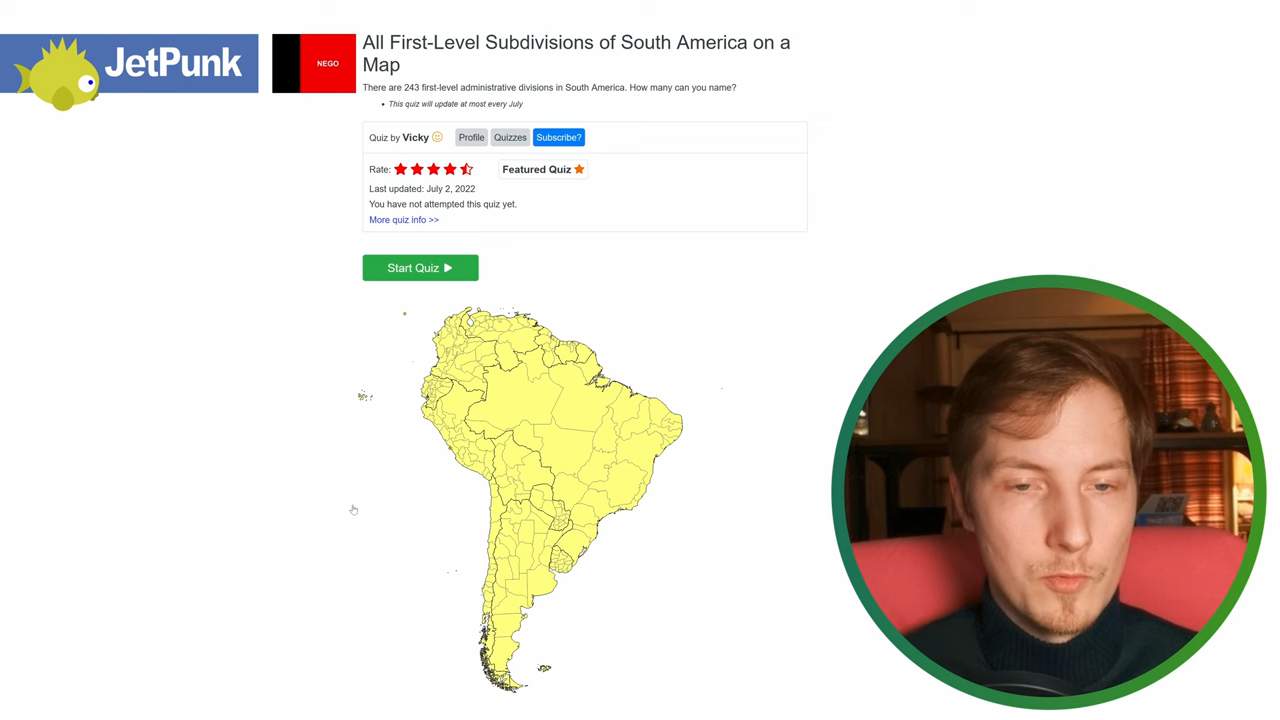 JetPunk
NEGO
All First-Level Subdivisions of South America on a
Map
There are 243 first-level administrative divisions in South America. How many can you name?
This quiz will update at most every July
Quiz by Vicky
Profile
Quizzes
Subscribe?
Rate:
Featured Quiz
Last updated: July 2, 2022
You have not attempted this quiz yet.
More quiz info >>
Start Quiz